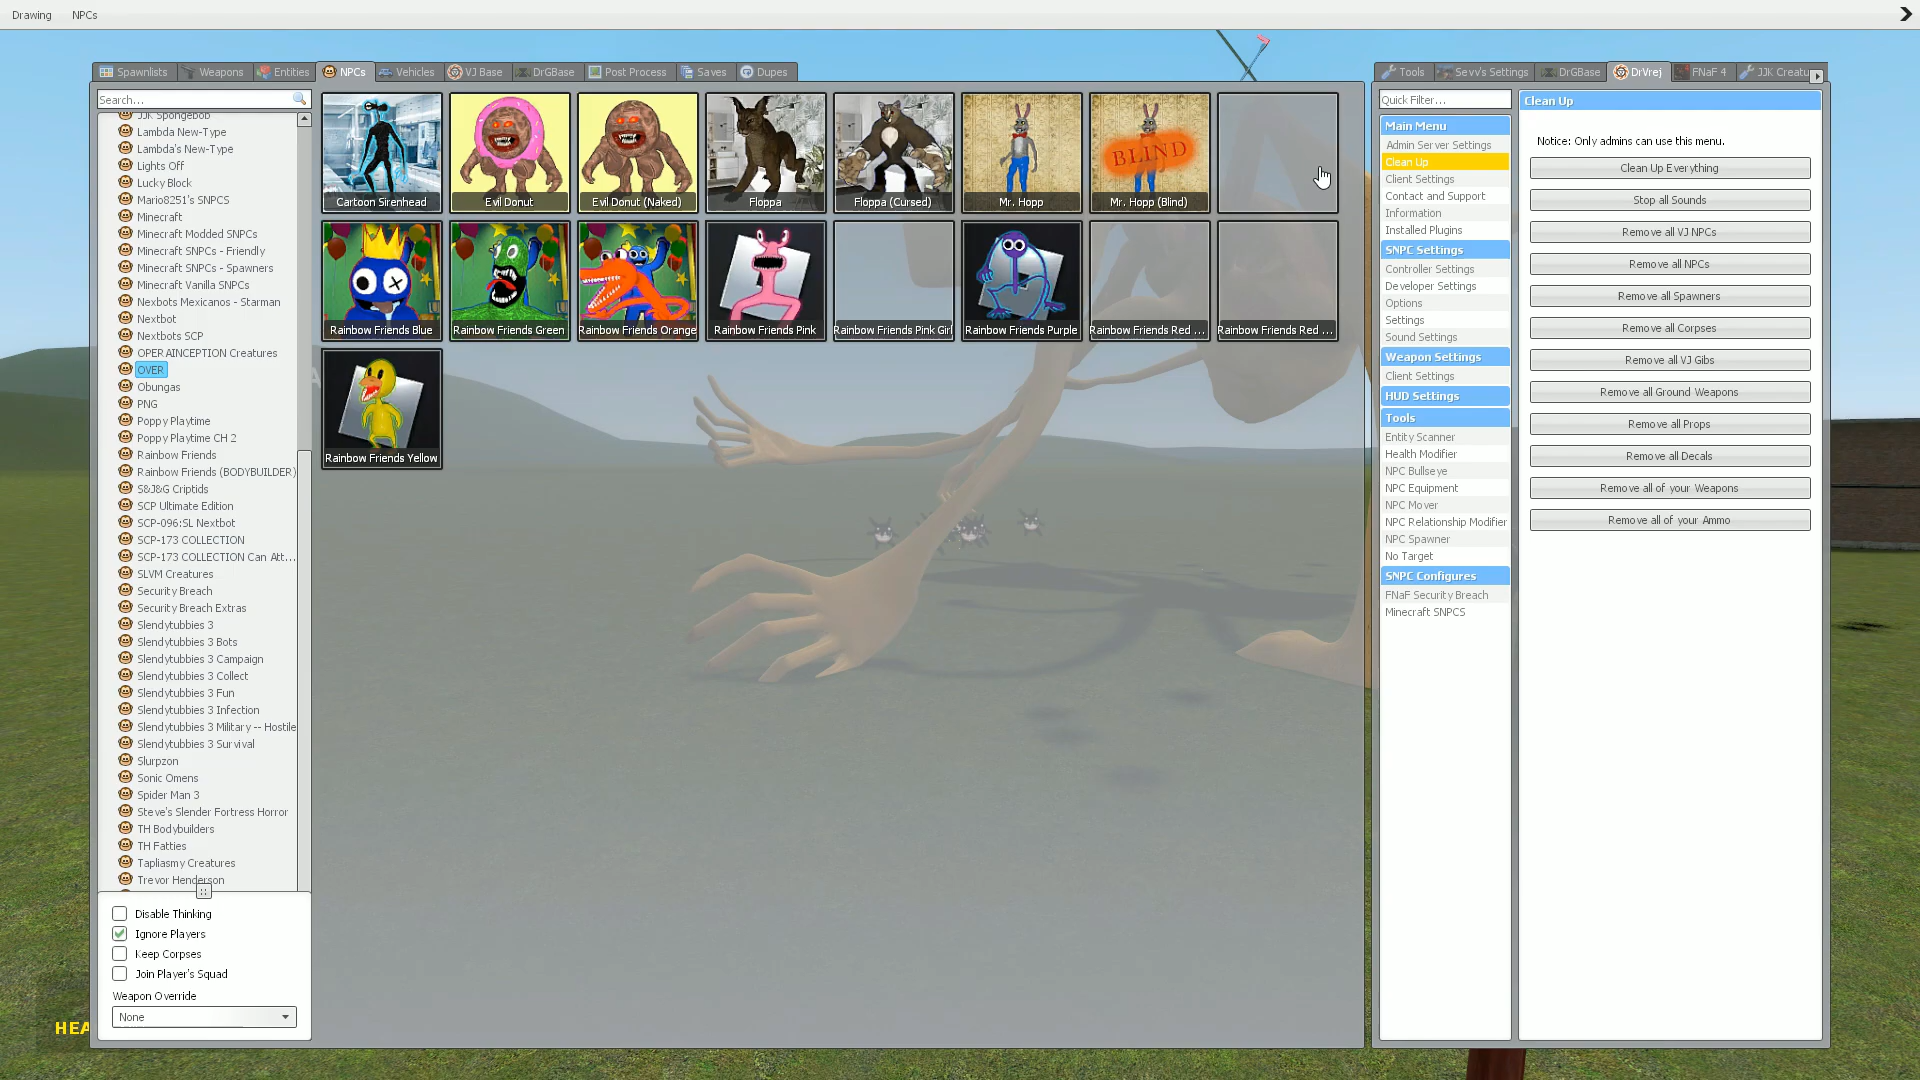 Drawing NPCs
Spawnlists Weapons Entities NPCs Vehicles VJ Base DrGBase Post Process Saves Dupes
Search...
JJK Spongebob
Lambda New-Type
Lambda's New-Type
Lights Off
Lucky Block
Mario8251's SNPCS
Minecraft
Minecraft Modded SNPCs
Minecraft SNPCs - Friendly
Minecraft SNPCs - Spawners
Minecraft Vanilla SNPCs
Nexbots Mexicanos - Starman
Nextbot
Nextbots SCP
OPERAINCEPTION Creatures
OVER
Obungas
PNG
Poppy Playtime
Poppy Playtime CH 2
Rainbow Friends
Rainbow Friends (BODYBUILDER)
S&J&G Criptids
SCP Ultimate Edition
SCP-096:SL Nextbot
SCP-173 COLLECTION
SCP-173 COLLECTION Can Att...
SLVM Creatures
Security Breach
Security Breach Extras
Slendytubbies 3
Slendytubbies 3 Bots
Slendytubbies 3 Campaign
Slendytubbies 3 Collect
Slendytubbies 3 Fun
Slendytubbies 3 Infection
Slendytubbies 3 Military -- Hostile
Slendytubbies 3 Survival
Slurpzon
Sonic Omens
Spider Man 3
Steve's Slender Fortress Horror
TH Bodybuilders
TH Fatties
Tapliasmy Creatures
Trevor Henderson
Disable Thinking
Ignore Players
Keep Corpses
Join Player's Squad
Weapon Override
None
HEA
BLIND
Cartoon Sirenhead Evil Donut Evil Donut (Naked) Floppa Floppa (Cursed) Mr. Hopp Mr. Hopp (Blind)
Rainbow Friends Blue Rainbow Friends Green Rainbow Friends Orange Rainbow Friends Pink Rainbow Friends Pink Girl Rainbow Friends Purple Rainbow Friends Red ... Rainbow Friends Red ...
Rainbow Friends Yellow
Tools Sevv's Settings DrGBase DrVrej FNaF 4 JJK Creatu
Quick Filter...
Main Menu
Admin Server Settings
Clean Up
Client Settings
Contact and Support
Information
Installed Plugins
SNPC Settings
Controller Settings
Developer Settings
Options
Settings
Sound Settings
Weapon Settings
Client Settings
HUD Settings
Tools
Entity Scanner
Health Modifier
NPC Bullseye
NPC Equipment
NPC Mover
NPC Relationship Modifier
NPC Spawner
No Target
SNPC Configures
FNaF Security Breach
Minecraft SNPCS
Clean Up
Notice: Only admins can use this menu.
Clean Up Everything
Stop all Sounds
Remove all VJ NPCs
Remove all NPCs
Remove all Spawners
Remove all Corpses
Remove all VJ Gibs
Remove all Ground Weapons
Remove all Props
Remove all Decals
Remove all of your Weapons
Remove all of your Ammo